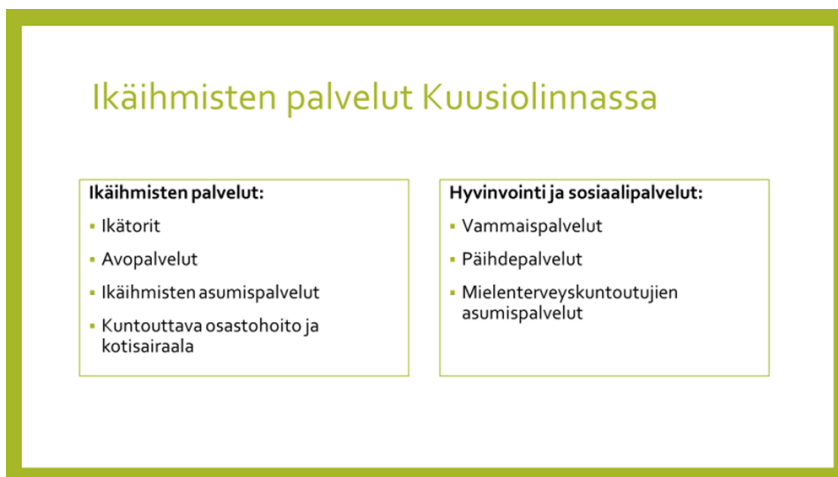 Ikäihmisten palvelut Kuusiolinnassa
Ikäihmisten palvelut:
▪ Ikätorit
▪ Avopalvelut
▪ Ikäihmisten asumispalvelut
▪ Kuntouttava osastohoito ja
kotisairaala
Hyvinvointi ja sosiaalipalvelut:
▪ Vammaispalvelut
▪ Päihdepalvelut
▪ Mielenterveyskuntoutujien
asumispalvelut